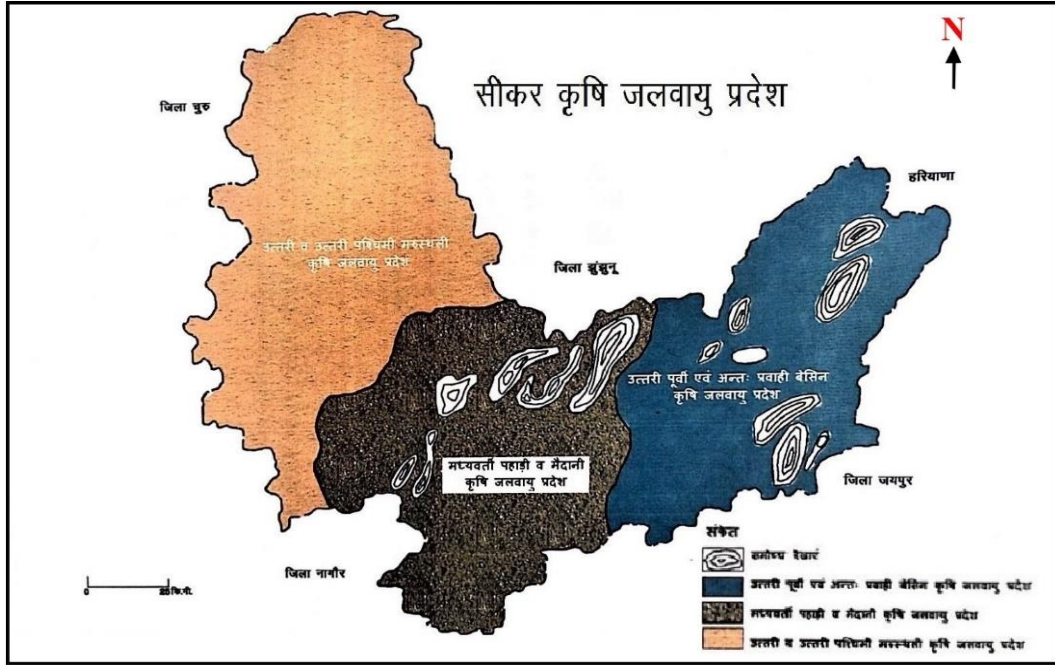 N
सीकर कृषि जलवायु प्रदेश
जिला चुरु
हरियाणा
उत्तरी व उत्तरी पश्चिमी मरुस्थली
कृषि जलवायु प्रदेश
जिला झुंझुनू
उत्तरी पूर्वी एवं अन्तः प्रवाही बेसिन
कृषि जलवायु प्रदेश
मध्यवर्ती पहाड़ी व मैदानी
कृषि जलवायु प्रदेश
जिला जयपुर
जिला नागौर
संकेत
समोच्च रेखाएं
उत्तरी पूर्वी एवं अन्तः प्रवाही बेसिन कृषि जलवायु प्रदेश
मध्यवर्ती पहाड़ी व मैदानी कृषि जलवायु प्रदेश
उत्तरी व उत्तरी पश्चिमी मरुस्थली कृषि जलवायु प्रदेश
0 25 कि.मी.